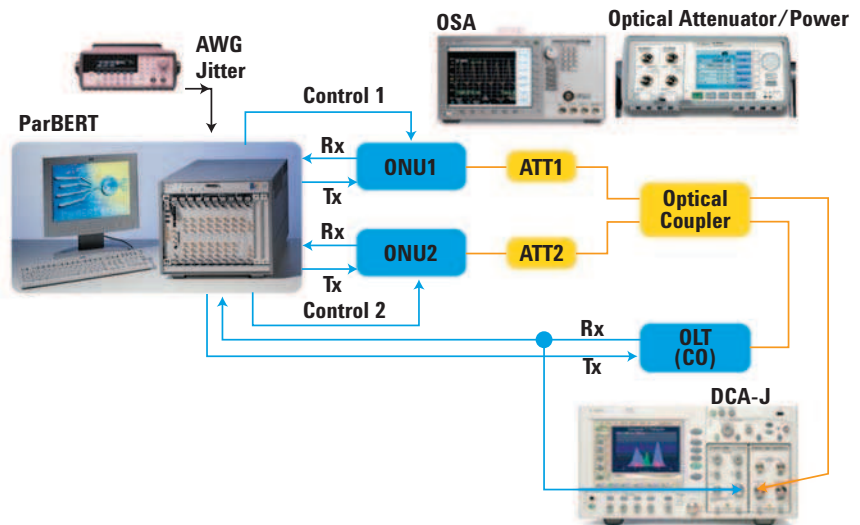 OSA
Optical Attenuator/Power
AWG
Jitter
Control 1
ParBERT
Rx
ONU1
ATT1
Tx
Optical
Coupler
Rx
ONU2
ATT2
Tx
Control 2
Rx
OLT
(CO)
Tx
DCA-J